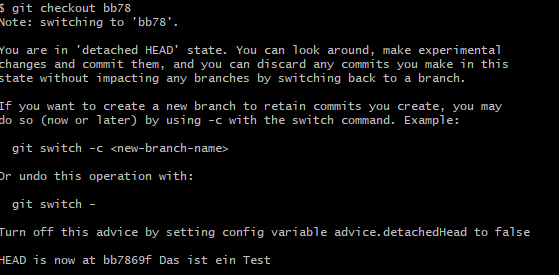 $ git checkout bb78
Note: switching to 'bb78'.
You are in 'detached HEAD' state. You can look around, make experimental
changes and commit them, and you can discard any commits you make in this
state without impacting any branches by switching back to a branch.
If you want to create a new branch to retain commits you create, you may
do so (now or later) by using -c with the switch command. Example:
git switch -c <new-branch-name>
Or undo this operation with:
git switch -
Turn off this advice by setting config variable advice.detachedHead to false
HEAD is now at bb7869f Das ist ein Test